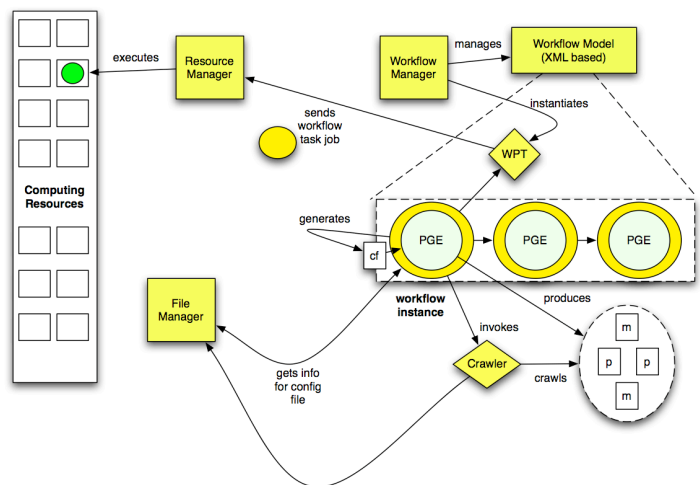 executes
Resource
Manager
Workflow
Manager
manages
Workflow Model
(XML based)
instantiates
sends
workflow
task job
WPT
Computing
Resources
generates
cf
PGE
PGE
PGE
workflow
instance
produces
File
Manager
invokes
gets info
for config
file
Crawler
crawls
m
p
p
m